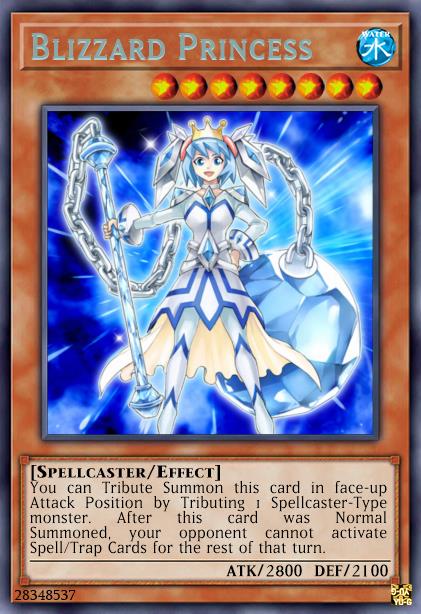 Blizzard Princess
WATER
水
[Spellcaster/Effect]
You can Tribute Summon this card in face-up
Attack Position by Tributing 1 Spellcaster-Type
monster. After this card was Normal
Summoned, your opponent cannot activate
Spell/Trap Cards for the rest of that turn.
ATK/2800 DEF/2100
28348537